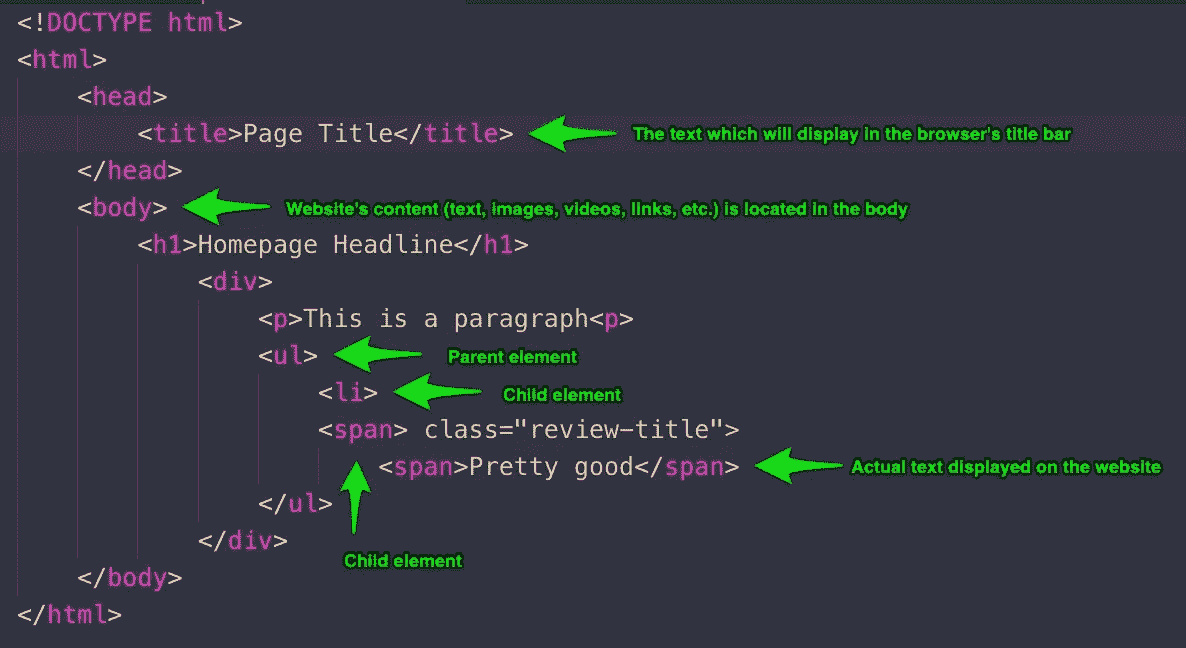 <!DOCTYPE html>
<html>
<head>
<title>Page Title</title> The text which will display in the browser's title bar
</head>
<body> Website's content (text, images, videos, links, etc.) is located in the body
<h1>Homepage Headline</h1>
<div>
<p>This is a paragraph<p>
<ul> Parent element
<li> Child element
<span> class="review-title">
<span>Pretty good</span> Actual text displayed on the website
</ul>
</div>
Child element
</body>
</html>